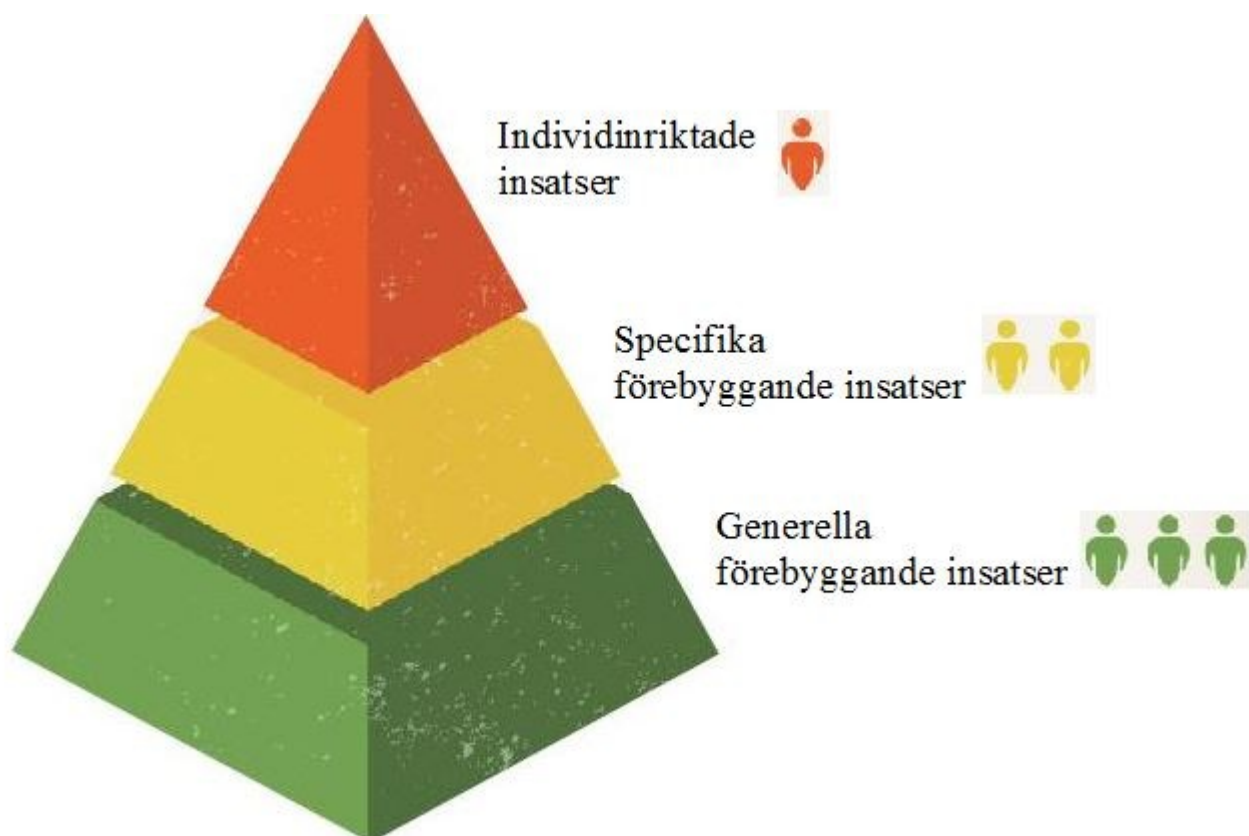 Individinriktade
insatser
Specifika
förebyggande insatser
Generella
förebyggande insatser